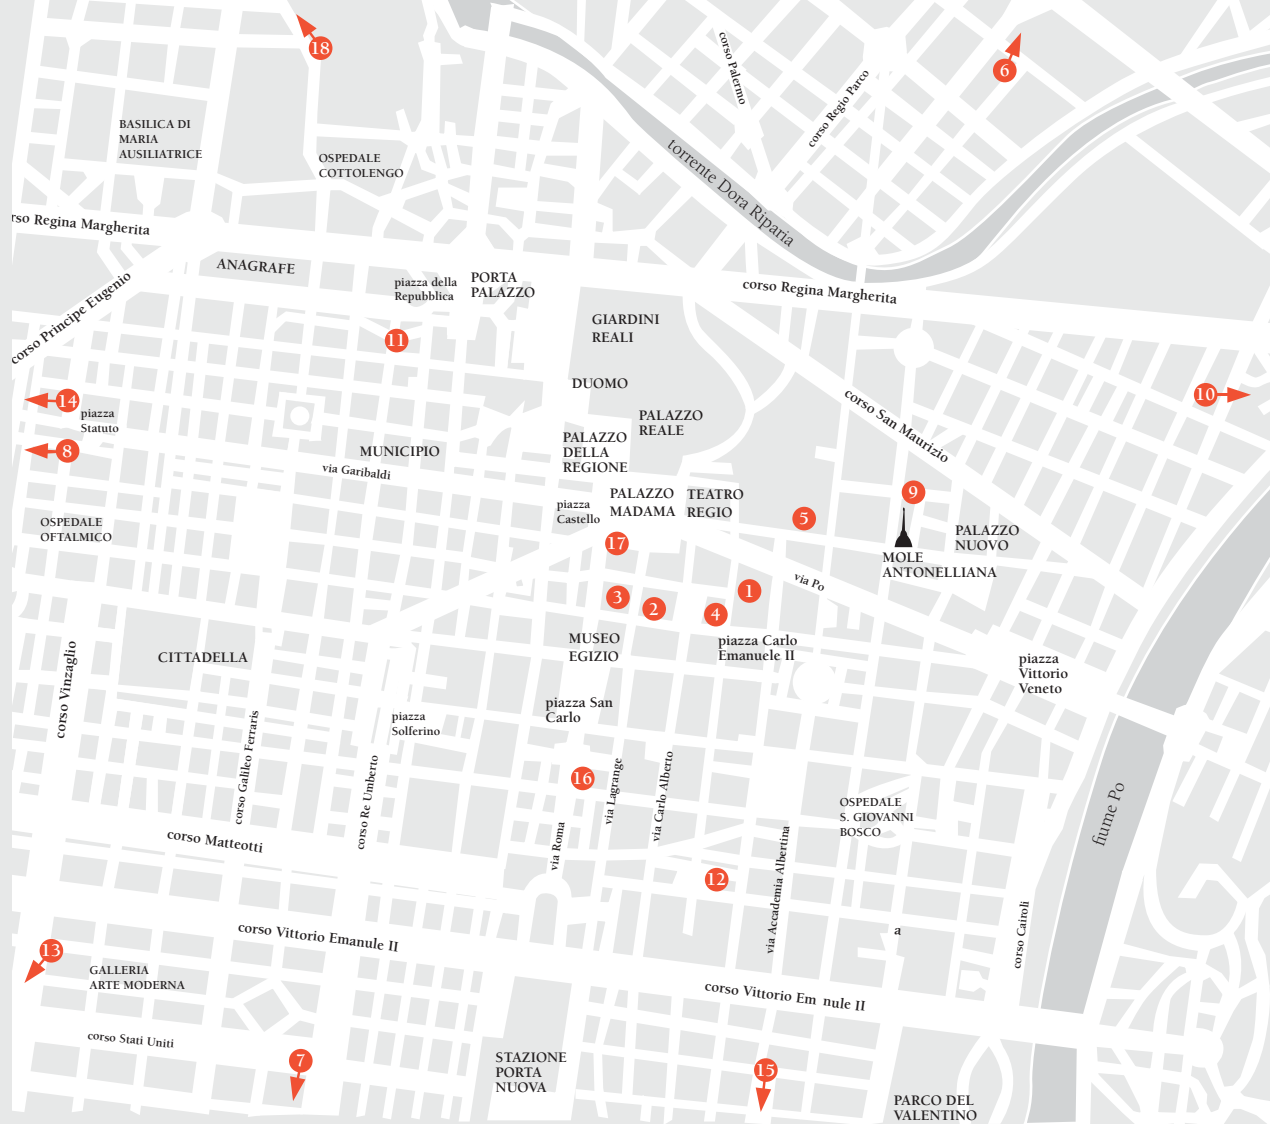 18
6
corso Palermo
corso Regio Parco
BASILICA DI
MARIA
AUSILIATRICE
OSPEDALE
COTTOLENGO
torrente Dora Riparia
rso Regina Margherita
ANAGRAFE
piazza della
Repubblica
PORTA
PALAZZO
corso Regina Margherita
corso Principe Eugenio
GIARDINI
REALI
11
DUOMO
14
piazza
Statuto
8
10
corso San Maurizio
PALAZZO
REALE
PALAZZO
DELLA
REGIONE
MUNICIPIO
via Garibaldi
PALAZZO
MADAMA
TEATRO
REGIO
piazza
Castello
9
5
OSPEDALE
OFTALMICO
17
PALAZZO
NUOVO
MOLE
ANTONELLIANA
via Po
3
2
4
1
MUSEO
EGIZIO
piazza Carlo
Emanuele II
CITTADELLA
corso Vinzaglio
piazza
Vittorio
Veneto
piazza San
Carlo
piazza
Solferino
corso Galileo Ferraris
corso Re Umberto
16
via Lagrange
via Carlo Alberto
via Roma
OSPEDALE
S. GIOVANNI
BOSCO
fiume Po
corso Matteotti
12
via Accademia Albertina
a
corso Cairoli
corso Vittorio Emanule II
13
GALLERIA
ARTE MODERNA
corso Vittorio Em nule II
corso Stati Uniti
7
STAZIONE
PORTA
NUOVA
15
PARCO DEL
VALENTINO